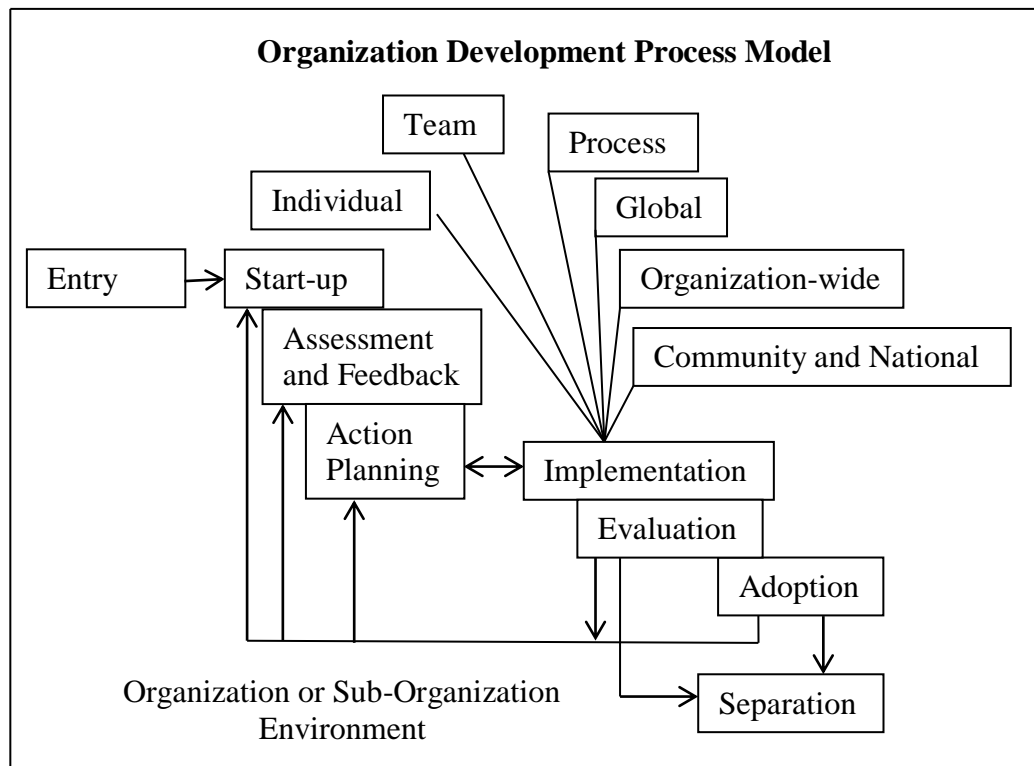 Organization Development Process Model
Team
Process
Individual
Global
Entry
Start-up
Organization-wide
Assessment
and Feedback
Community and National
Action
Planning
Implementation
Evaluation
Adoption
Organization or Sub-Organization
Environment
Separation